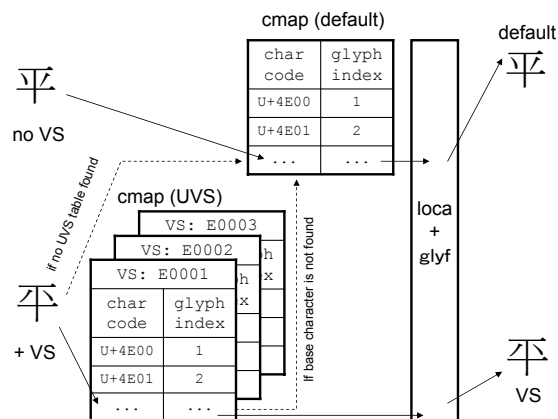 cmap (default)
char code
glyph index
U+4E00 1
U+4E01 2
... ...
default
平
平
no VS
if no UVS table found
cmap (UVS)
VS: E0003
VS: E0002
VS: E0001
char code
glyph index
U+4E00 1
U+4E01 2
... ...
If base character is not found
loca
+
glyf
平
+ VS
平
VS